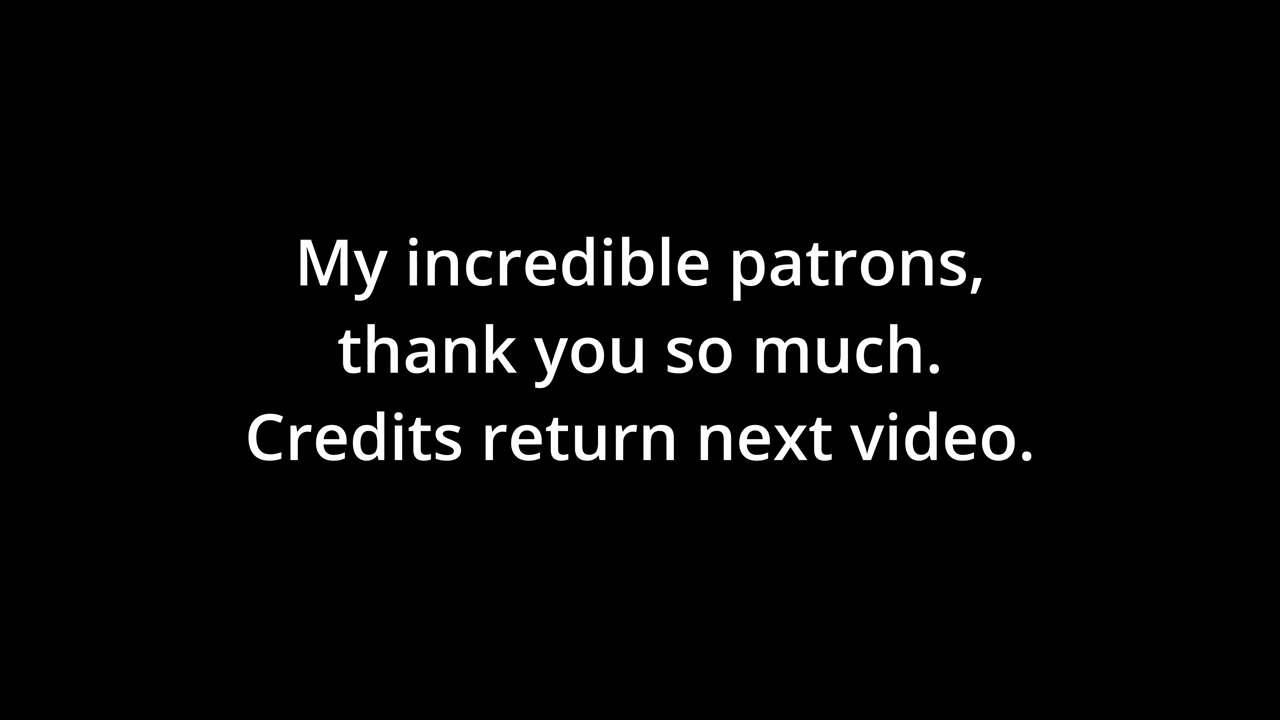 My incredible patrons,
thank you so much.
Credits return next video.